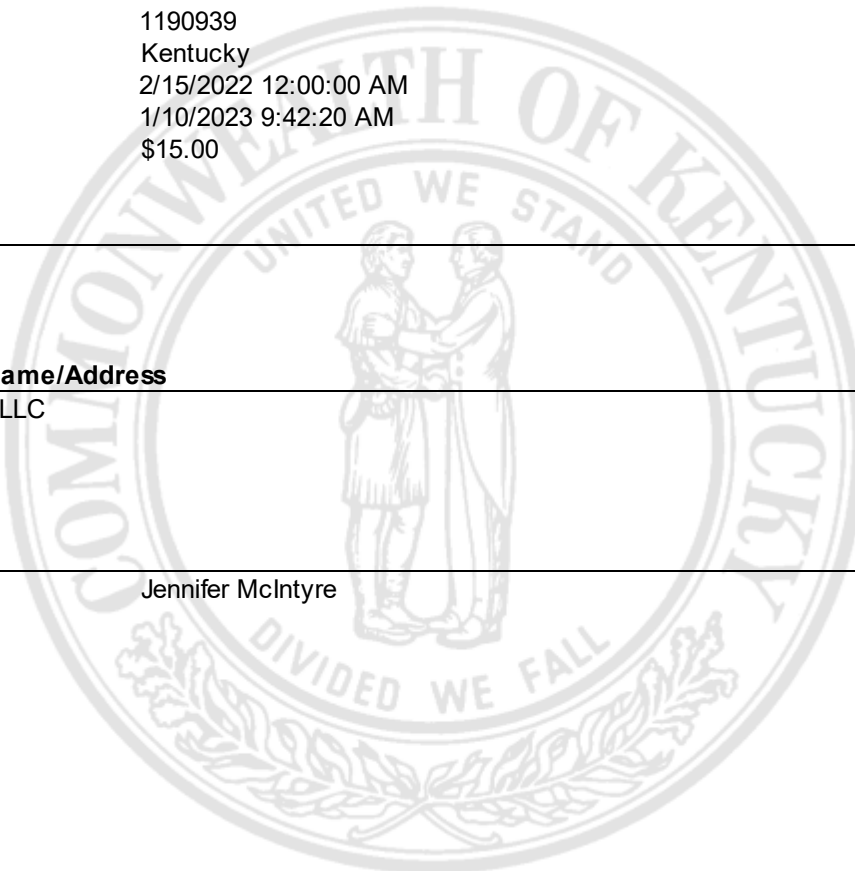 1190939
Kentucky
2/15/2022 12:00:00 AM
1/10/2023 9:42:20 AM
$15.00
COMMONWEALTH OF KENTUCKY
UNITED WE STAND
ame/Address
LLC
Jennifer McIntyre
DIVIDED WE FALL